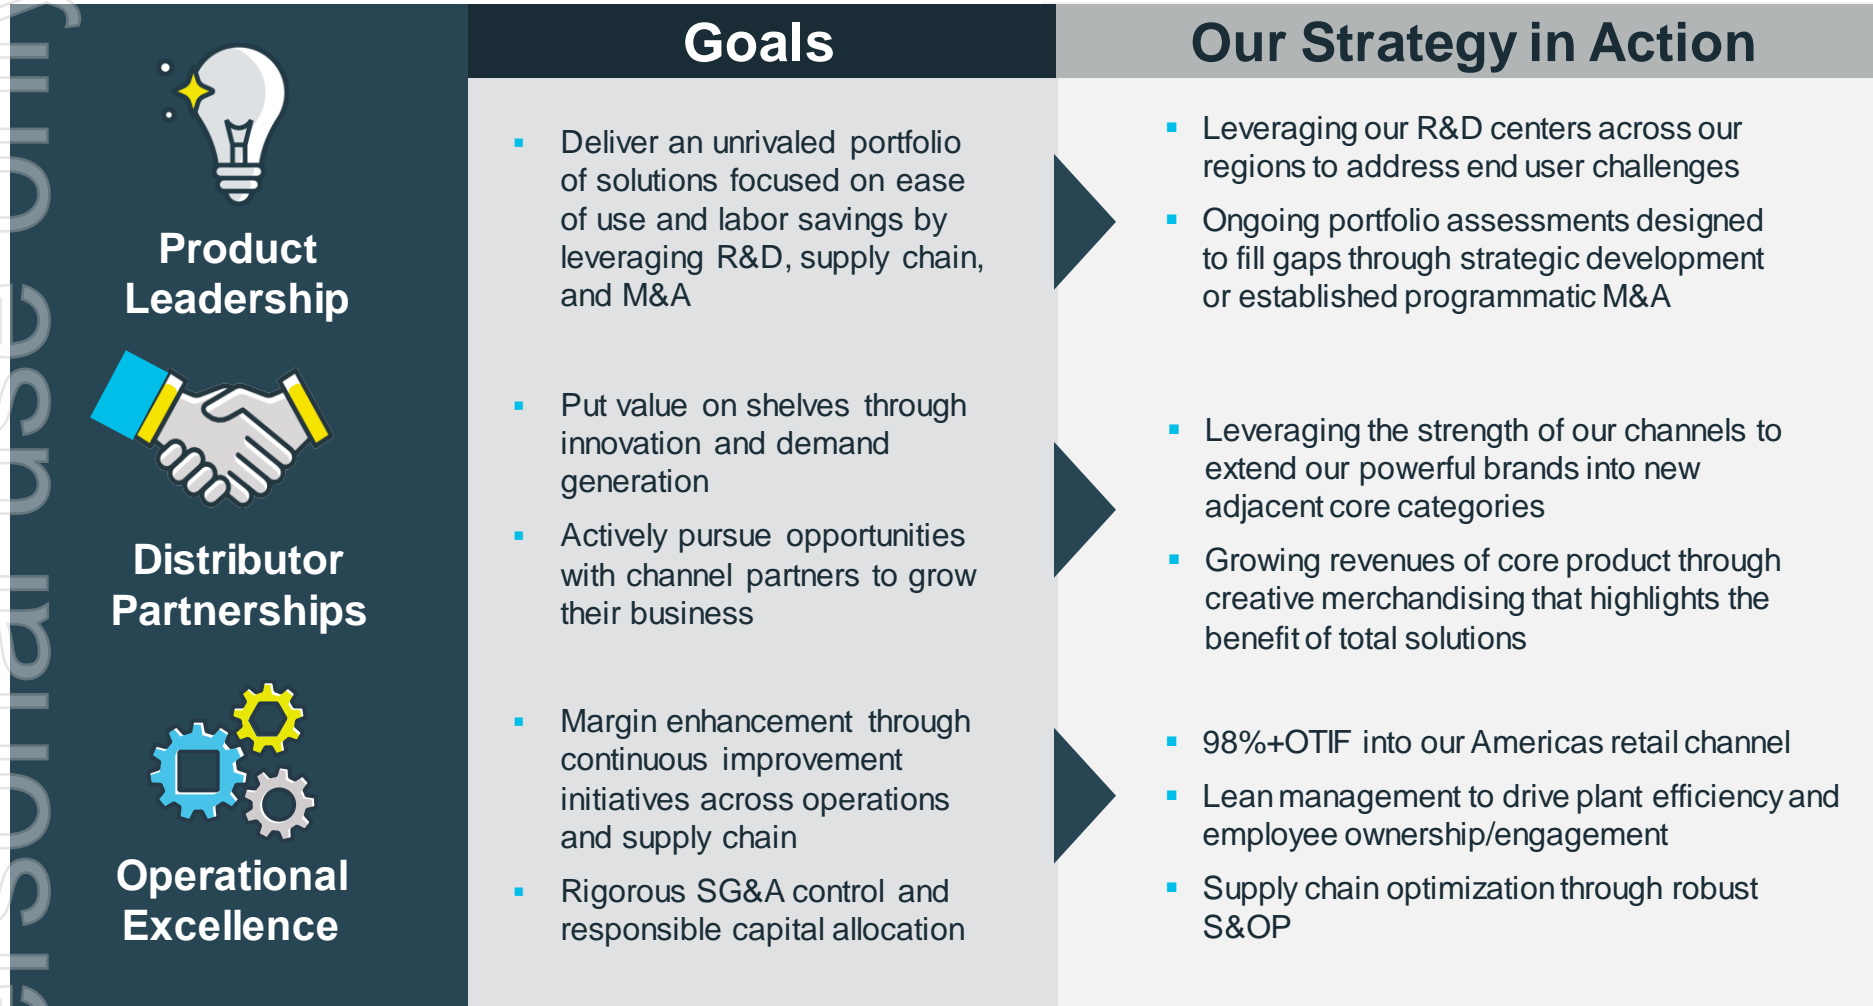 Goals
Our Strategy in Action
Product
Leadership
Deliver an unrivaled portfolio
of solutions focused on ease
of use and labor savings by
leveraging R&D, supply chain,
and M&A
Leveraging our R&D centers across our
regions to address end user challenges
Ongoing portfolio assessments designed
to fill gaps through strategic development
or established programmatic M&A
Distributor
Partnerships
Put value on shelves through
innovation and demand
generation
Actively pursue opportunities
with channel partners to grow
their business
Leveraging the strength of our channels to
extend our powerful brands into new
adjacent core categories
Growing revenues of core product through
creative merchandising that highlights the
benefit of total solutions
Operational
Excellence
Margin enhancement through
continuous improvement
initiatives across operations
and supply chain
Rigorous SG&A control and
responsible capital allocation
98%+OTIF into our Americas retail channel
Lean management to drive plant efficiency and
employee ownership/engagement
Supply chain optimization through robust
S&OP
ersonal use only